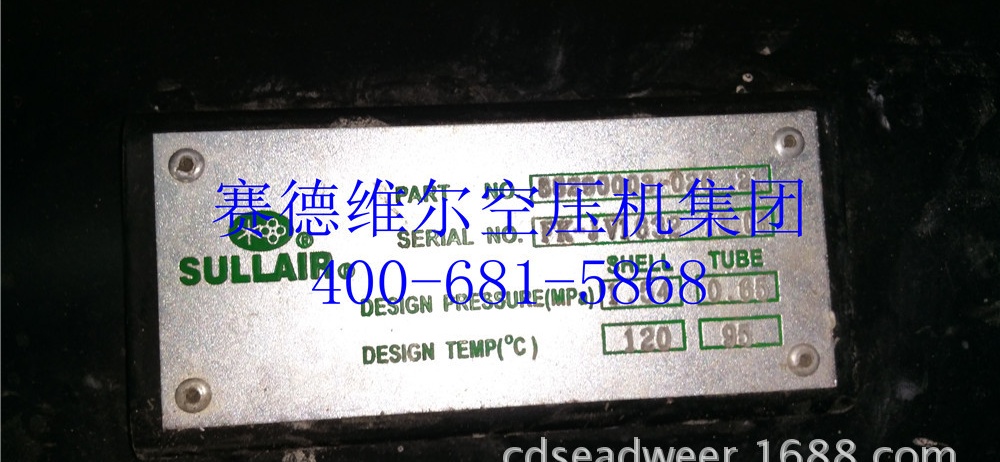 PART NO.
赛德维尔空压机集团
SERIAL NO.
SULLAIR®
SHELL TUBE
400-681-5868
DESIGN PRESSURE(MPa) 0.65
DESIGN TEMP(°C) 120 95
cdseadweer.1688.com